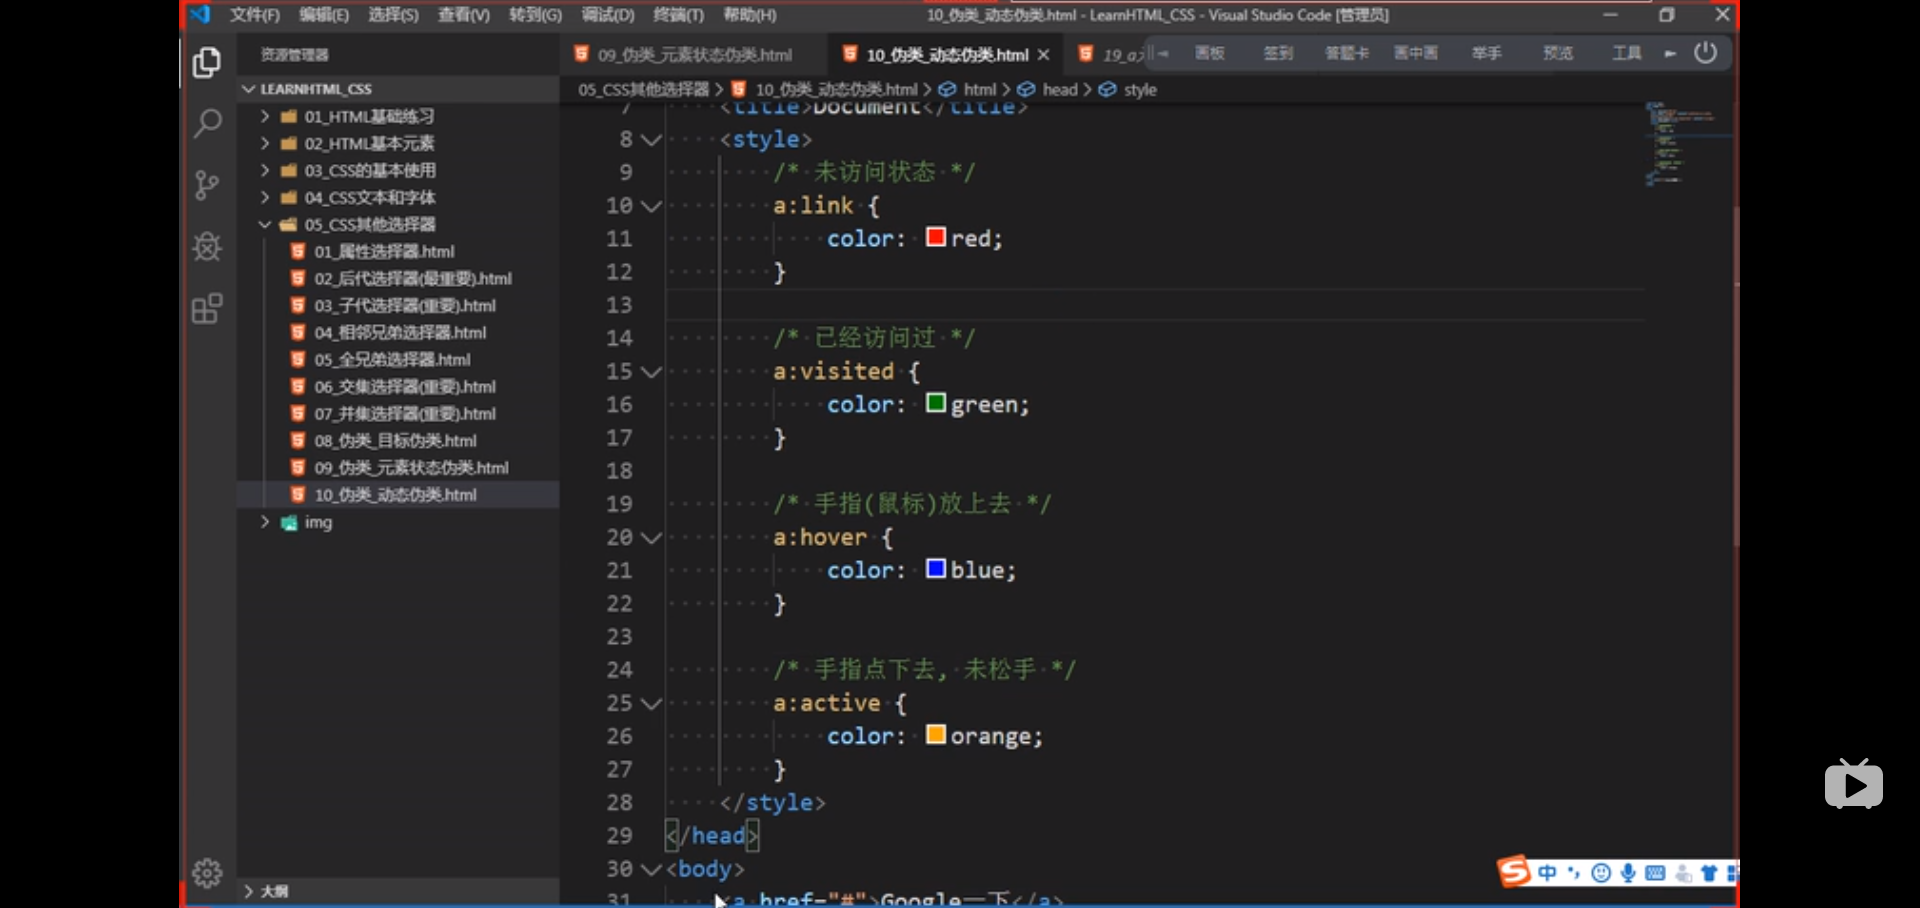 文件(F) 编辑(E) 选择(S) 查看(V) 转到(G) 调试(D) 终端(T) 帮助(H) 10_伪类_动态伪类.html - LearnHTML_CSS - Visual Studio Code [管理员]
资源管理器
09_伪类_元素状态伪类.html 10_伪类_动态伪类.html 19_a
画板 签到 答题卡 画中画 举手 预览 工具
LEARNHTML_CSS
01_HTML基础练习
02_HTML基本元素
03_CSS的基本使用
04_CSS文本和字体
05_CSS其他选择器
01_属性选择器.html
02_后代选择器(最重要).html
03_子代选择器(重要).html
04_相邻兄弟选择器.html
05_全兄弟选择器.html
06_交集选择器(重要).html
07_并集选择器(重要).html
08_伪类_目标伪类.html
09_伪类_元素状态伪类.html
10_伪类_动态伪类.html
img
大纲
05_CSS其他选择器 > 10_伪类_动态伪类.html > html > head > style
7 <title>Document</title>
8 <style>
9 /* 未访问状态 */
10 a:link {
11 color: red;
12 }
13
14 /* 已经访问过 */
15 a:visited {
16 color: green;
17 }
18
19 /* 手指(鼠标)放上去 */
20 a:hover {
21 color: blue;
22 }
23
24 /* 手指点下去, 未松手 */
25 a:active {
26 color: orange;
27 }
28 </style>
29 </head>
30 <body>
31 <a href="#">Google一下</a>
中